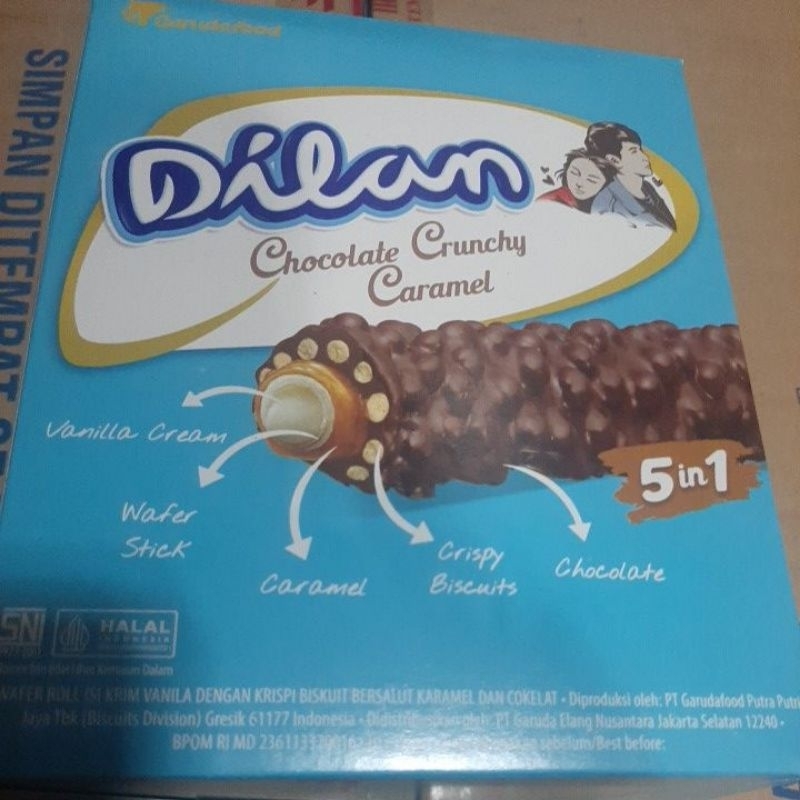 Garudafood
SIMPAN DITEMPAT
Dilan
Chocolate Crunchy
Caramel
5 in 1
Vanilla Cream
Wafer
Stick
Caramel
Crispy
Biscuits
Chocolate
SNI
HALAL
INDONESIA
WAFER ROLL ISI KRIM VANILA DENGAN KRISPI BISKUIT BERSALUT KARAMEL DAN COKELAT • Diproduksi oleh: PT Garudafood Putra Putri
Jaya Tbk (Biscuits Division) Gresik 61177 Indonesia • Didistribusikan oleh: PT Garuda Elang Nusantara Jakarta Selatan 12240 •
BPOM RI MD sebelum/Best before: